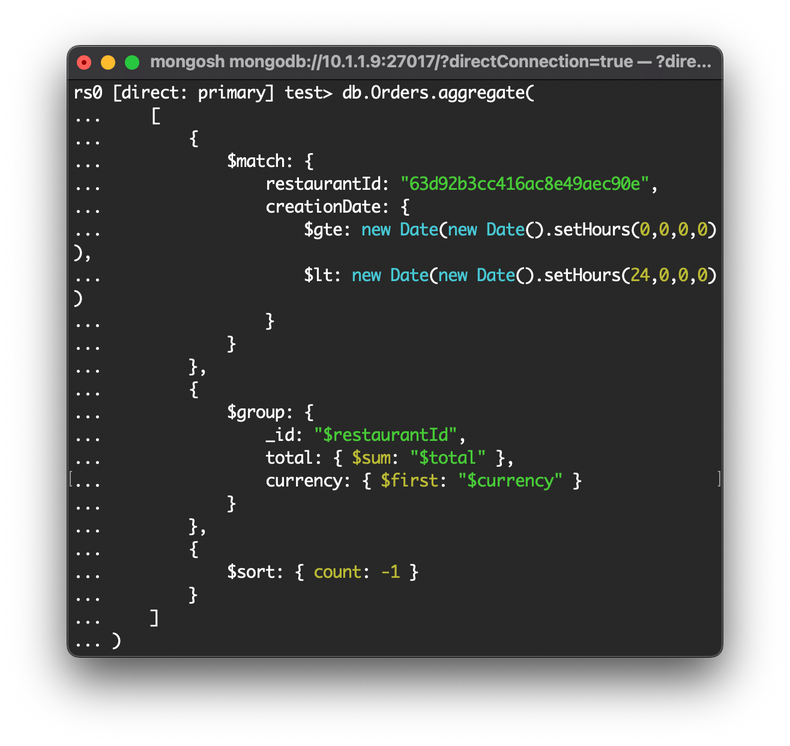 mongosh mongodb://10.1.1.9:27017/?directConnection=true — ?dire...
rs0 [direct: primary] test> db.Orders.aggregate(
...     [
...         {
...             $match: {
...                 restaurantId: "63d92b3cc416ac8e49aec90e",
...                 creationDate: {
...                     $gte: new Date(new Date().setHours(0,0,0,0)
),
...                     $lt: new Date(new Date().setHours(24,0,0,0)
)
...                 }
...             }
...         },
...         {
...             $group: {
...                 _id: "$restaurantId",
...                 total: { $sum: "$total" },
...                 currency: { $first: "$currency" }
...             }
...         },
...         {
...             $sort: { count: -1 }
...         }
...     ]
... )